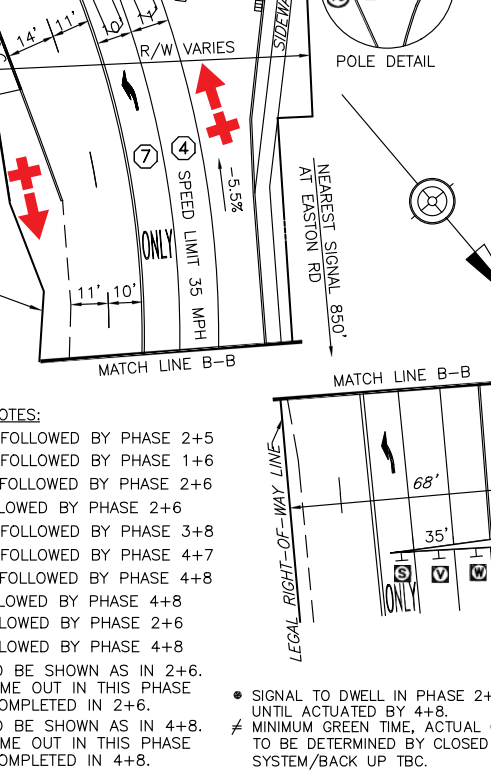 14' 11' 10'
R/W VARIES
SIDEWA
POLE DETAIL
7 4
-5.5%
SPEED LIMIT 35 MPH
ONLY
NEAREST SIGNAL 850'
AT EASTON RD
11' 10'
MATCH LINE B-B
MATCH LINE B-B
OTES:
FOLLOWED BY PHASE 2+5
FOLLOWED BY PHASE 1+6
FOLLOWED BY PHASE 2+6
LOWED BY PHASE 2+6
FOLLOWED BY PHASE 3+8
FOLLOWED BY PHASE 4+7
FOLLOWED BY PHASE 4+8
LOWED BY PHASE 4+8
LOWED BY PHASE 2+6
LOWED BY PHASE 4+8
O BE SHOWN AS IN 2+6.
ME OUT IN THIS PHASE
OMPLETED IN 2+6.
O BE SHOWN AS IN 4+8.
ME OUT IN THIS PHASE
OMPLETED IN 4+8.
LEGAL RIGHT-OF-WAY LINE
68'
35'
S V W
ONLY
SIGNAL TO DWELL IN PHASE 2+
UNTIL ACTUATED BY 4+8.
≠ MINIMUM GREEN TIME, ACTUAL
TO BE DETERMINED BY CLOSED
SYSTEM/BACK UP TBC.